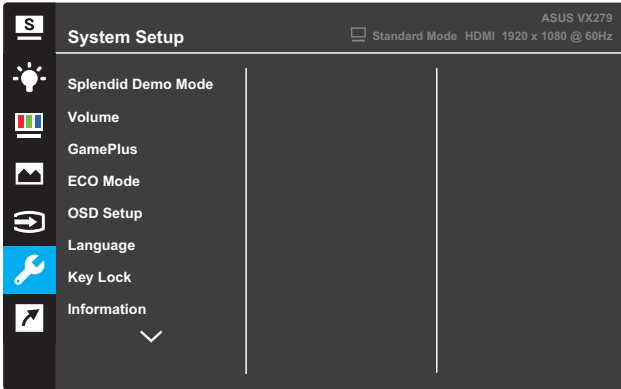 S
ASUS VX279
System Setup
Standard Mode HDMI 1920 x 1080 @ 60Hz
Splendid Demo Mode
Volume
GamePlus
ECO Mode
OSD Setup
Language
Key Lock
Information